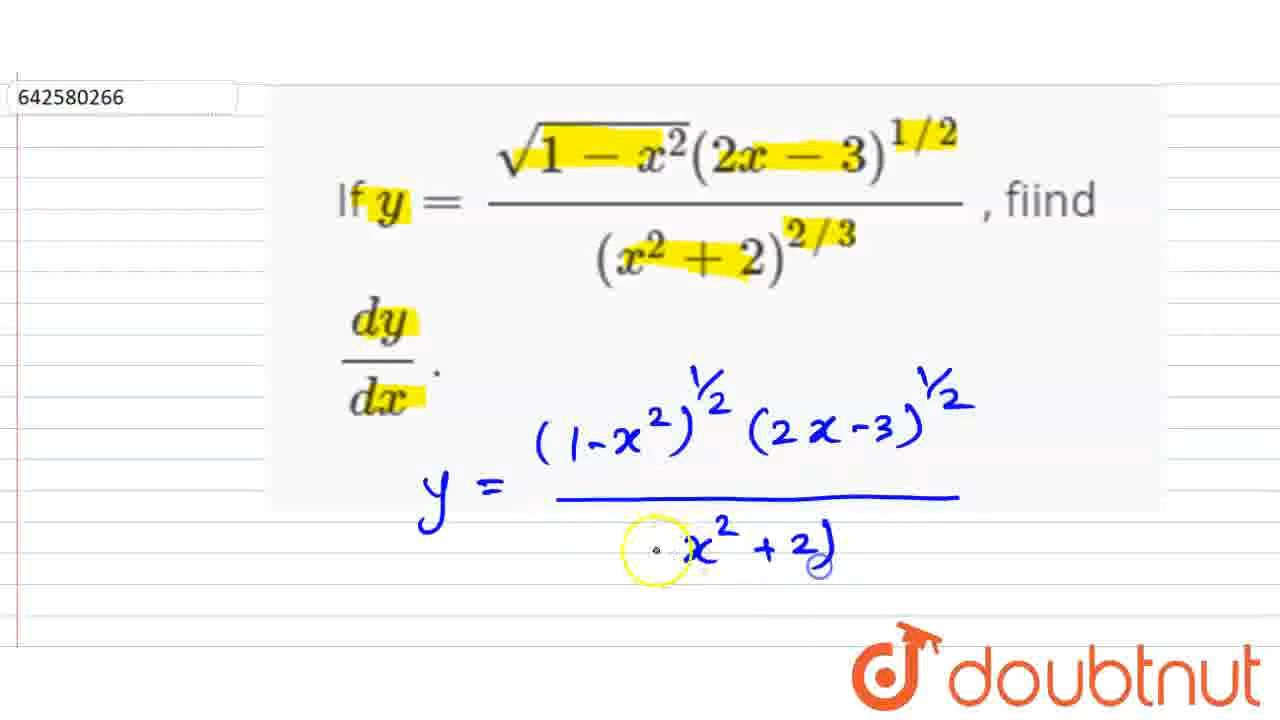 642580266
If y = √(1 − x²)(2x − 3)^(1/2) / (x² + 2)^(2/3) , fiind
dy/dx .
y = (1-x²)^(1/2) (2x-3)^(1/2) / x² + 2)
doubtnut